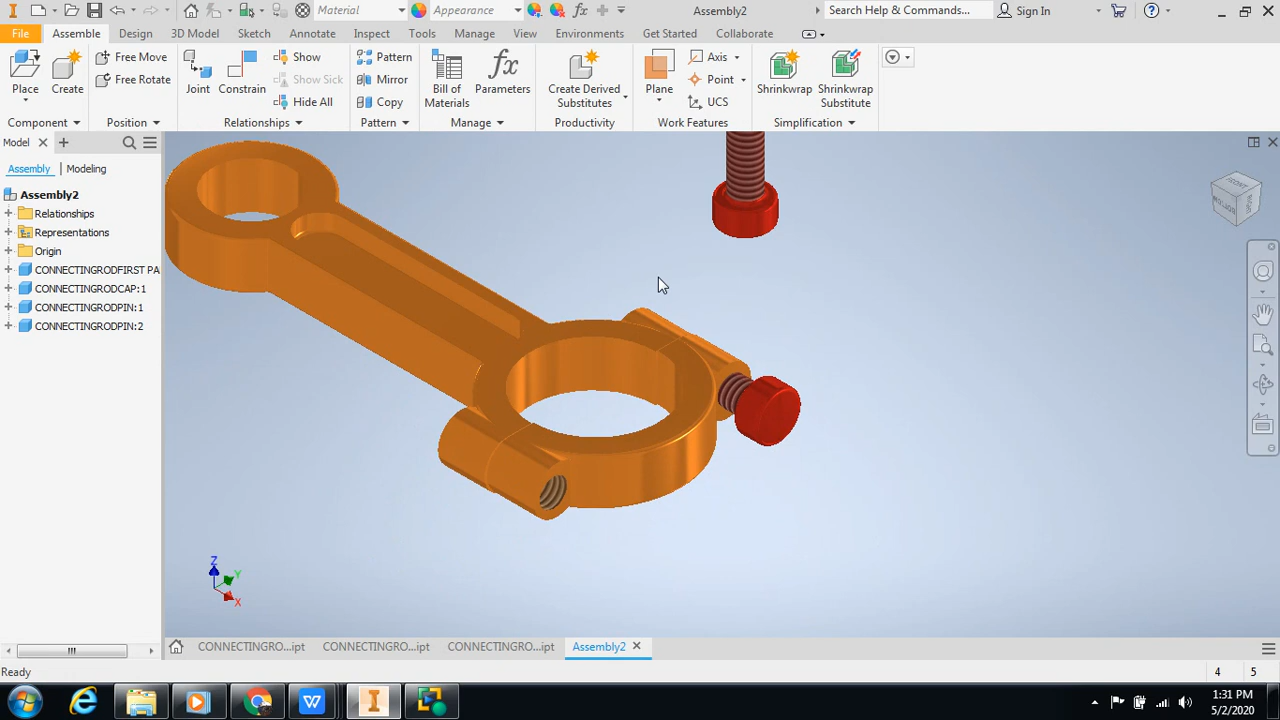 Material
Appearance
Assembly2
Search Help & Commands...
Sign In
File
Assemble
Design
3D Model
Sketch
Annotate
Inspect
Tools
Manage
View
Environments
Get Started
Collaborate
Place
Create
Free Move
Free Rotate
Joint
Constrain
Show
Show Sick
Hide All
Pattern
Mirror
Copy
Bill of
Materials
Parameters
Create Derived
Substitutes
Plane
Axis
Point
UCS
Shrinkwrap
Shrinkwrap
Substitute
Component
Position
Relationships
Pattern
Manage
Productivity
Work Features
Simplification
Model
Assembly
Modeling
Assembly2
Relationships
Representations
Origin
CONNECTINGRODFIRST PA
CONNECTINGRODCAP:1
CONNECTINGRODPIN:1
CONNECTINGRODPIN:2
FRONT
BOTTOM
Z
Y
X
CONNECTINGRO...ipt
CONNECTINGRO...ipt
CONNECTINGRO...ipt
Assembly2
Ready
4
5
1:31 PM
5/2/2020